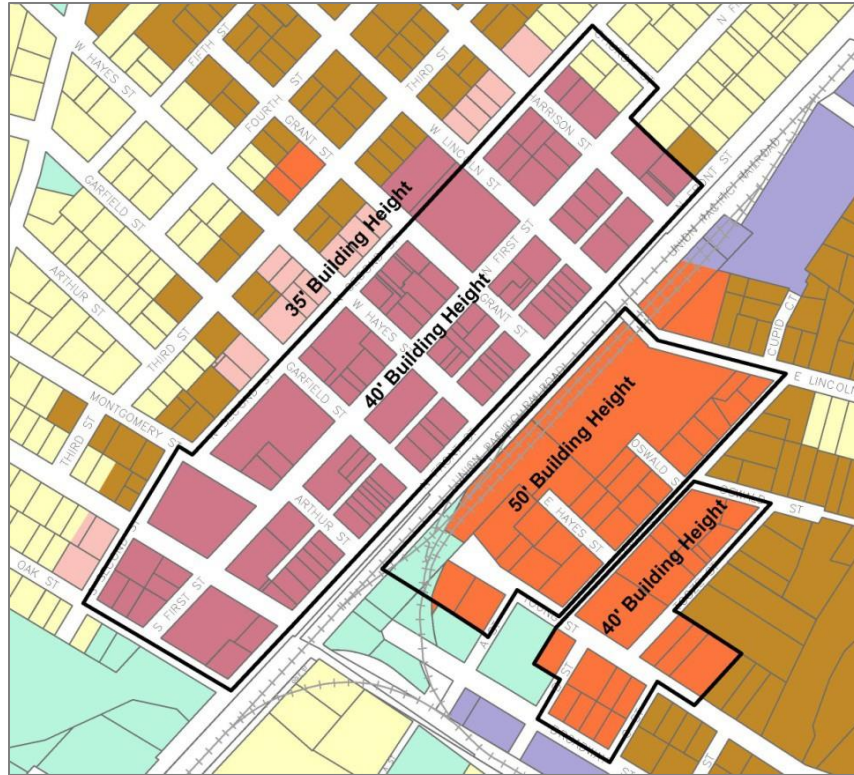 W HAYES ST
FIFTH ST
FOURTH ST
GRANT ST
THIRD ST
W LINCOLN ST
HARRISON ST
N FIRST ST
GARFIELD ST
ARTHUR ST
THIRD ST
MONTGOMERY ST
THIRD ST
OAK ST
35' Building Height
40' Building Height
W HAYES S
GARFIELD ST
GRANT ST
ARTHUR ST
S FIRST ST
UNION PACIFIC RAILROAD
CUPID CT
E LINCOLN
50' Building Height
OSWALD S
E HAYES ST
40' Building Height
ST